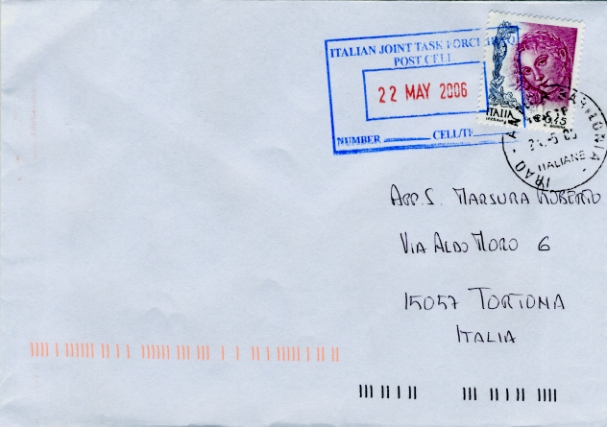 ITALIAN JOINT TASK FORCE
POST CELL
22 MAY 2006
NUMBER CELL/
ITALIA
IRAQ
ITALIANE
APP.S. MARSURA ROBERTO
VIA ALDO MORO 6
15057 TORTONA
ITALIA